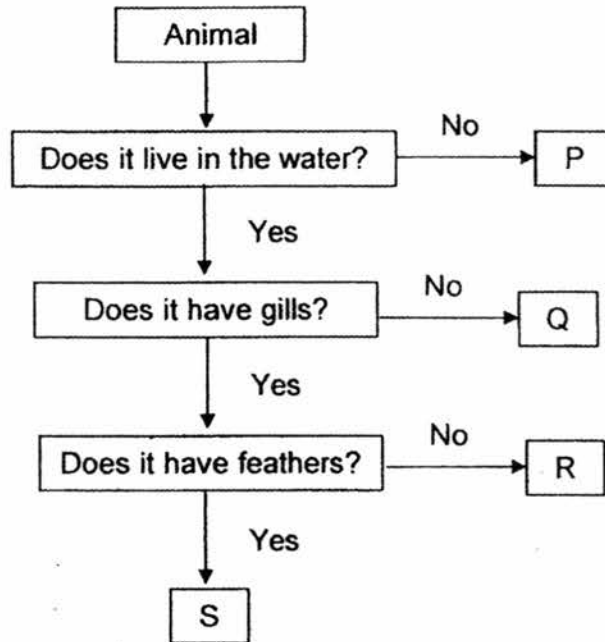 Animal
No
Does it live in the water?
P
Yes
No
Does it have gills?
Q
Yes
No
Does it have feathers?
R
Yes
S